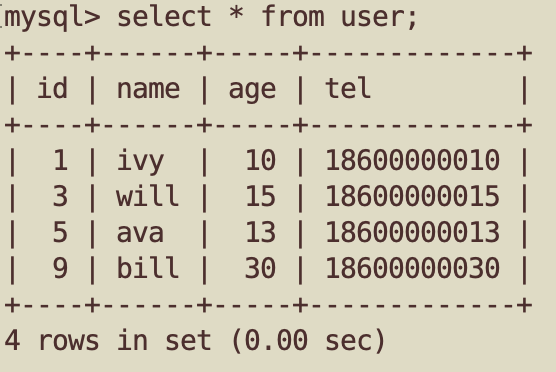 mysql> select * from user;
+----+------+-----+-------------+
| id | name | age | tel         |
+----+------+-----+-------------+
|  1 | ivy  |  10 | 18600000010 |
|  3 | will |  15 | 18600000015 |
|  5 | ava  |  13 | 18600000013 |
|  9 | bill |  30 | 18600000030 |
+----+------+-----+-------------+
4 rows in set (0.00 sec)